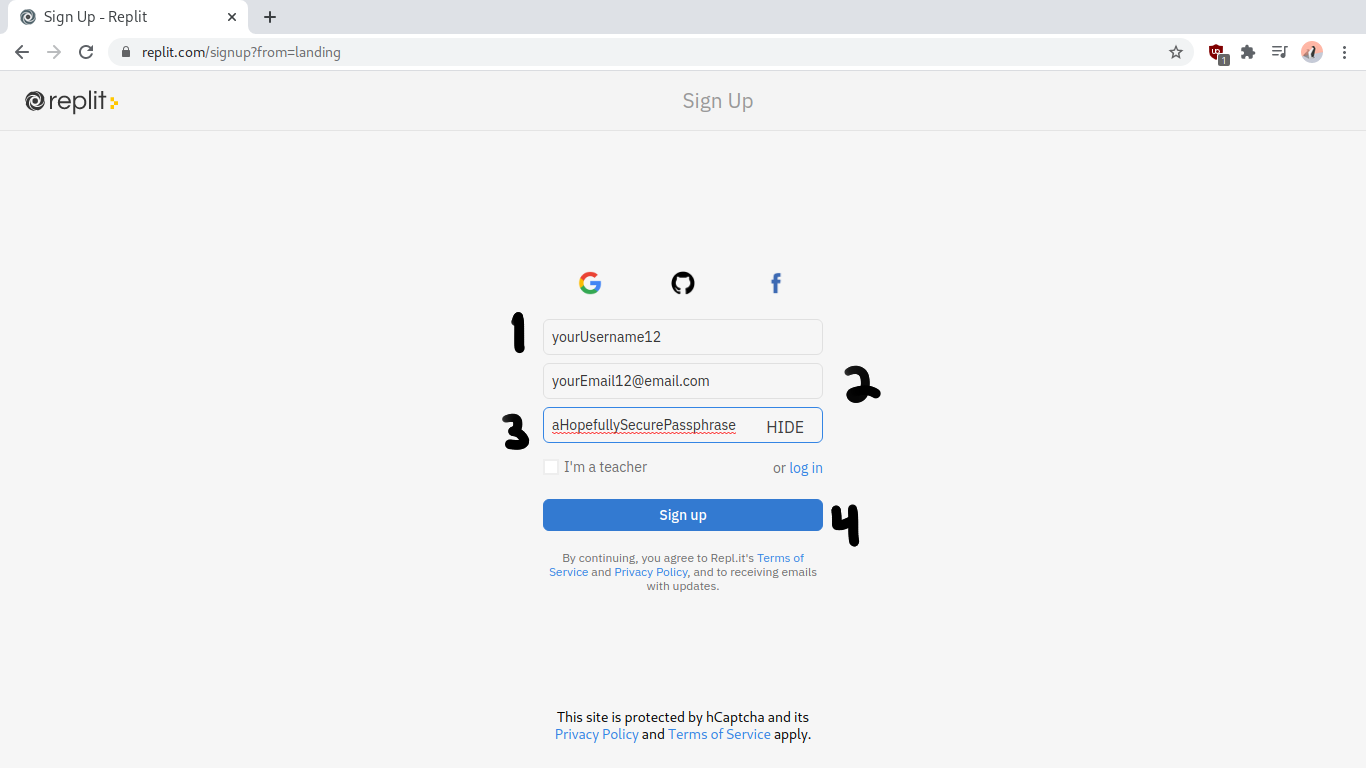 Sign Up - Replit
replit.com/signup?from=landing
1
replit
Sign Up
1
yourUsername12
yourEmail12@email.com
2
3
aHopefullySecurePassphrase HIDE
I'm a teacher or log in
Sign up
4
By continuing, you agree to Repl.it's Terms of
Service and Privacy Policy, and to receiving emails
with updates.
This site is protected by hCaptcha and its
Privacy Policy and Terms of Service apply.